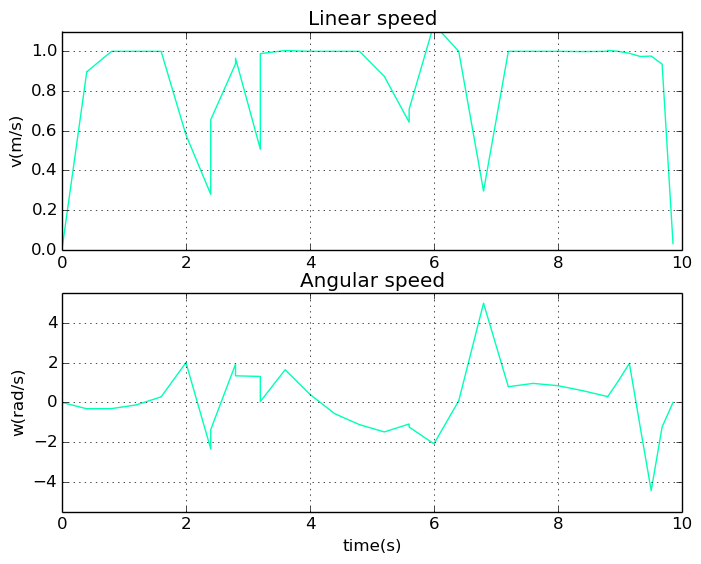 Linear speed
v(m/s)
1.0
0.8
0.6
0.4
0.2
0.0
0 2 4 6 8 10
Angular speed
w(rad/s)
4
2
0
−2
−4
0 2 4 6 8 10
time(s)